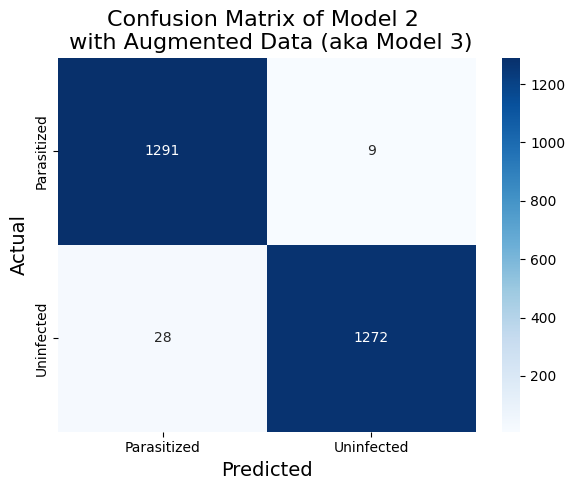 Confusion Matrix of Model 2
with Augmented Data (aka Model 3)
Actual
Parasitized
Uninfected
1291
9
28
1272
Parasitized
Uninfected
Predicted
1200
1000
800
600
400
200